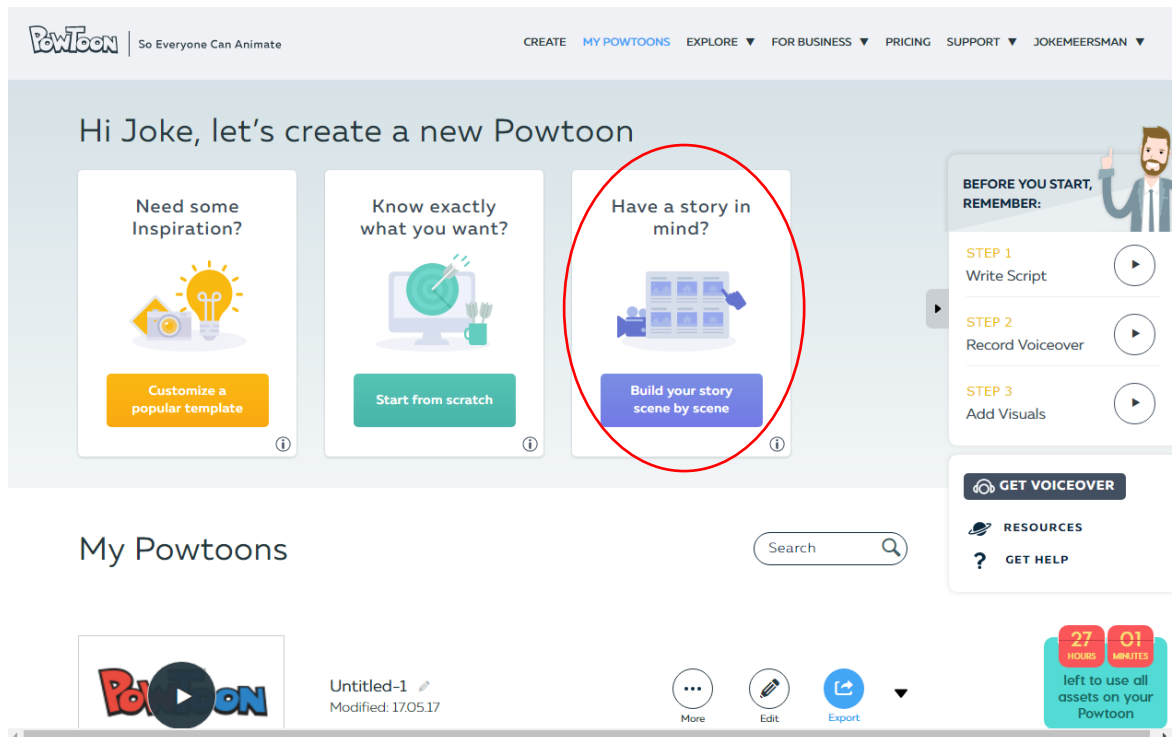 PowToon So Everyone Can Animate
CREATE MY POWTOONS EXPLORE ▼ FOR BUSINESS ▼ PRICING SUPPORT ▼ JOKEMEERSMAN ▼
Hi Joke, let's create a new Powtoon
Need some
Inspiration?
Customize a
popular template
Know exactly
what you want?
Start from scratch
Have a story in
mind?
Build your story
scene by scene
BEFORE YOU START,
REMEMBER:
STEP 1
Write Script
STEP 2
Record Voiceover
STEP 3
Add Visuals
GET VOICEOVER
RESOURCES
? GET HELP
My Powtoons
Search
PowToon
Untitled-1
Modified: 17.05.17
More
Edit
Export
27 01
HOURS MINUTES
left to use all
assets on your
Powtoon